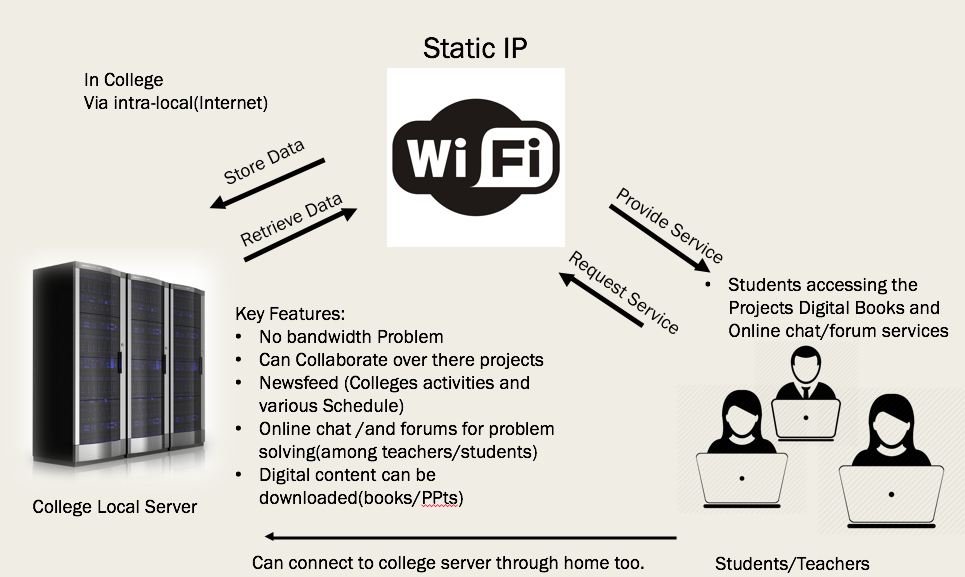 Static IP
In College
Via intra-local(Internet)
Wi Fi
Store Data
Retrieve Data
Provide Service
Request Service
• Students accessing the
Projects Digital Books and
Online chat/forum services
Key Features:
• No bandwidth Problem
• Can Collaborate over there projects
• Newsfeed (Colleges activities and
various Schedule)
• Online chat /and forums for problem
solving(among teachers/students)
• Digital content can be
downloaded(books/PPts)
College Local Server
Can connect to college server through home too.
Students/Teachers